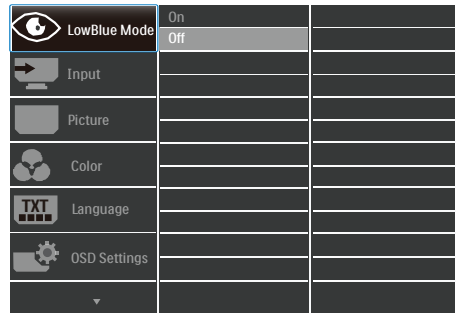 LowBlue Mode
On
Off
Input
Picture
Color
TXT
Language
OSD Settings